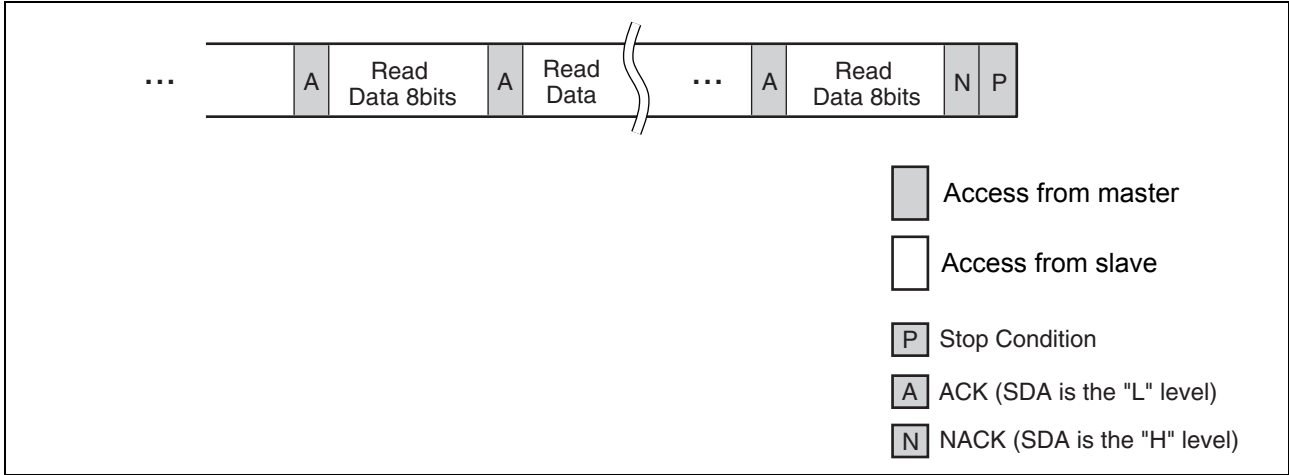 ... A Read Data 8bits A Read Data ... A Read Data 8bits N P
Access from master
Access from slave
P Stop Condition
A ACK (SDA is the "L" level)
N NACK (SDA is the "H" level)